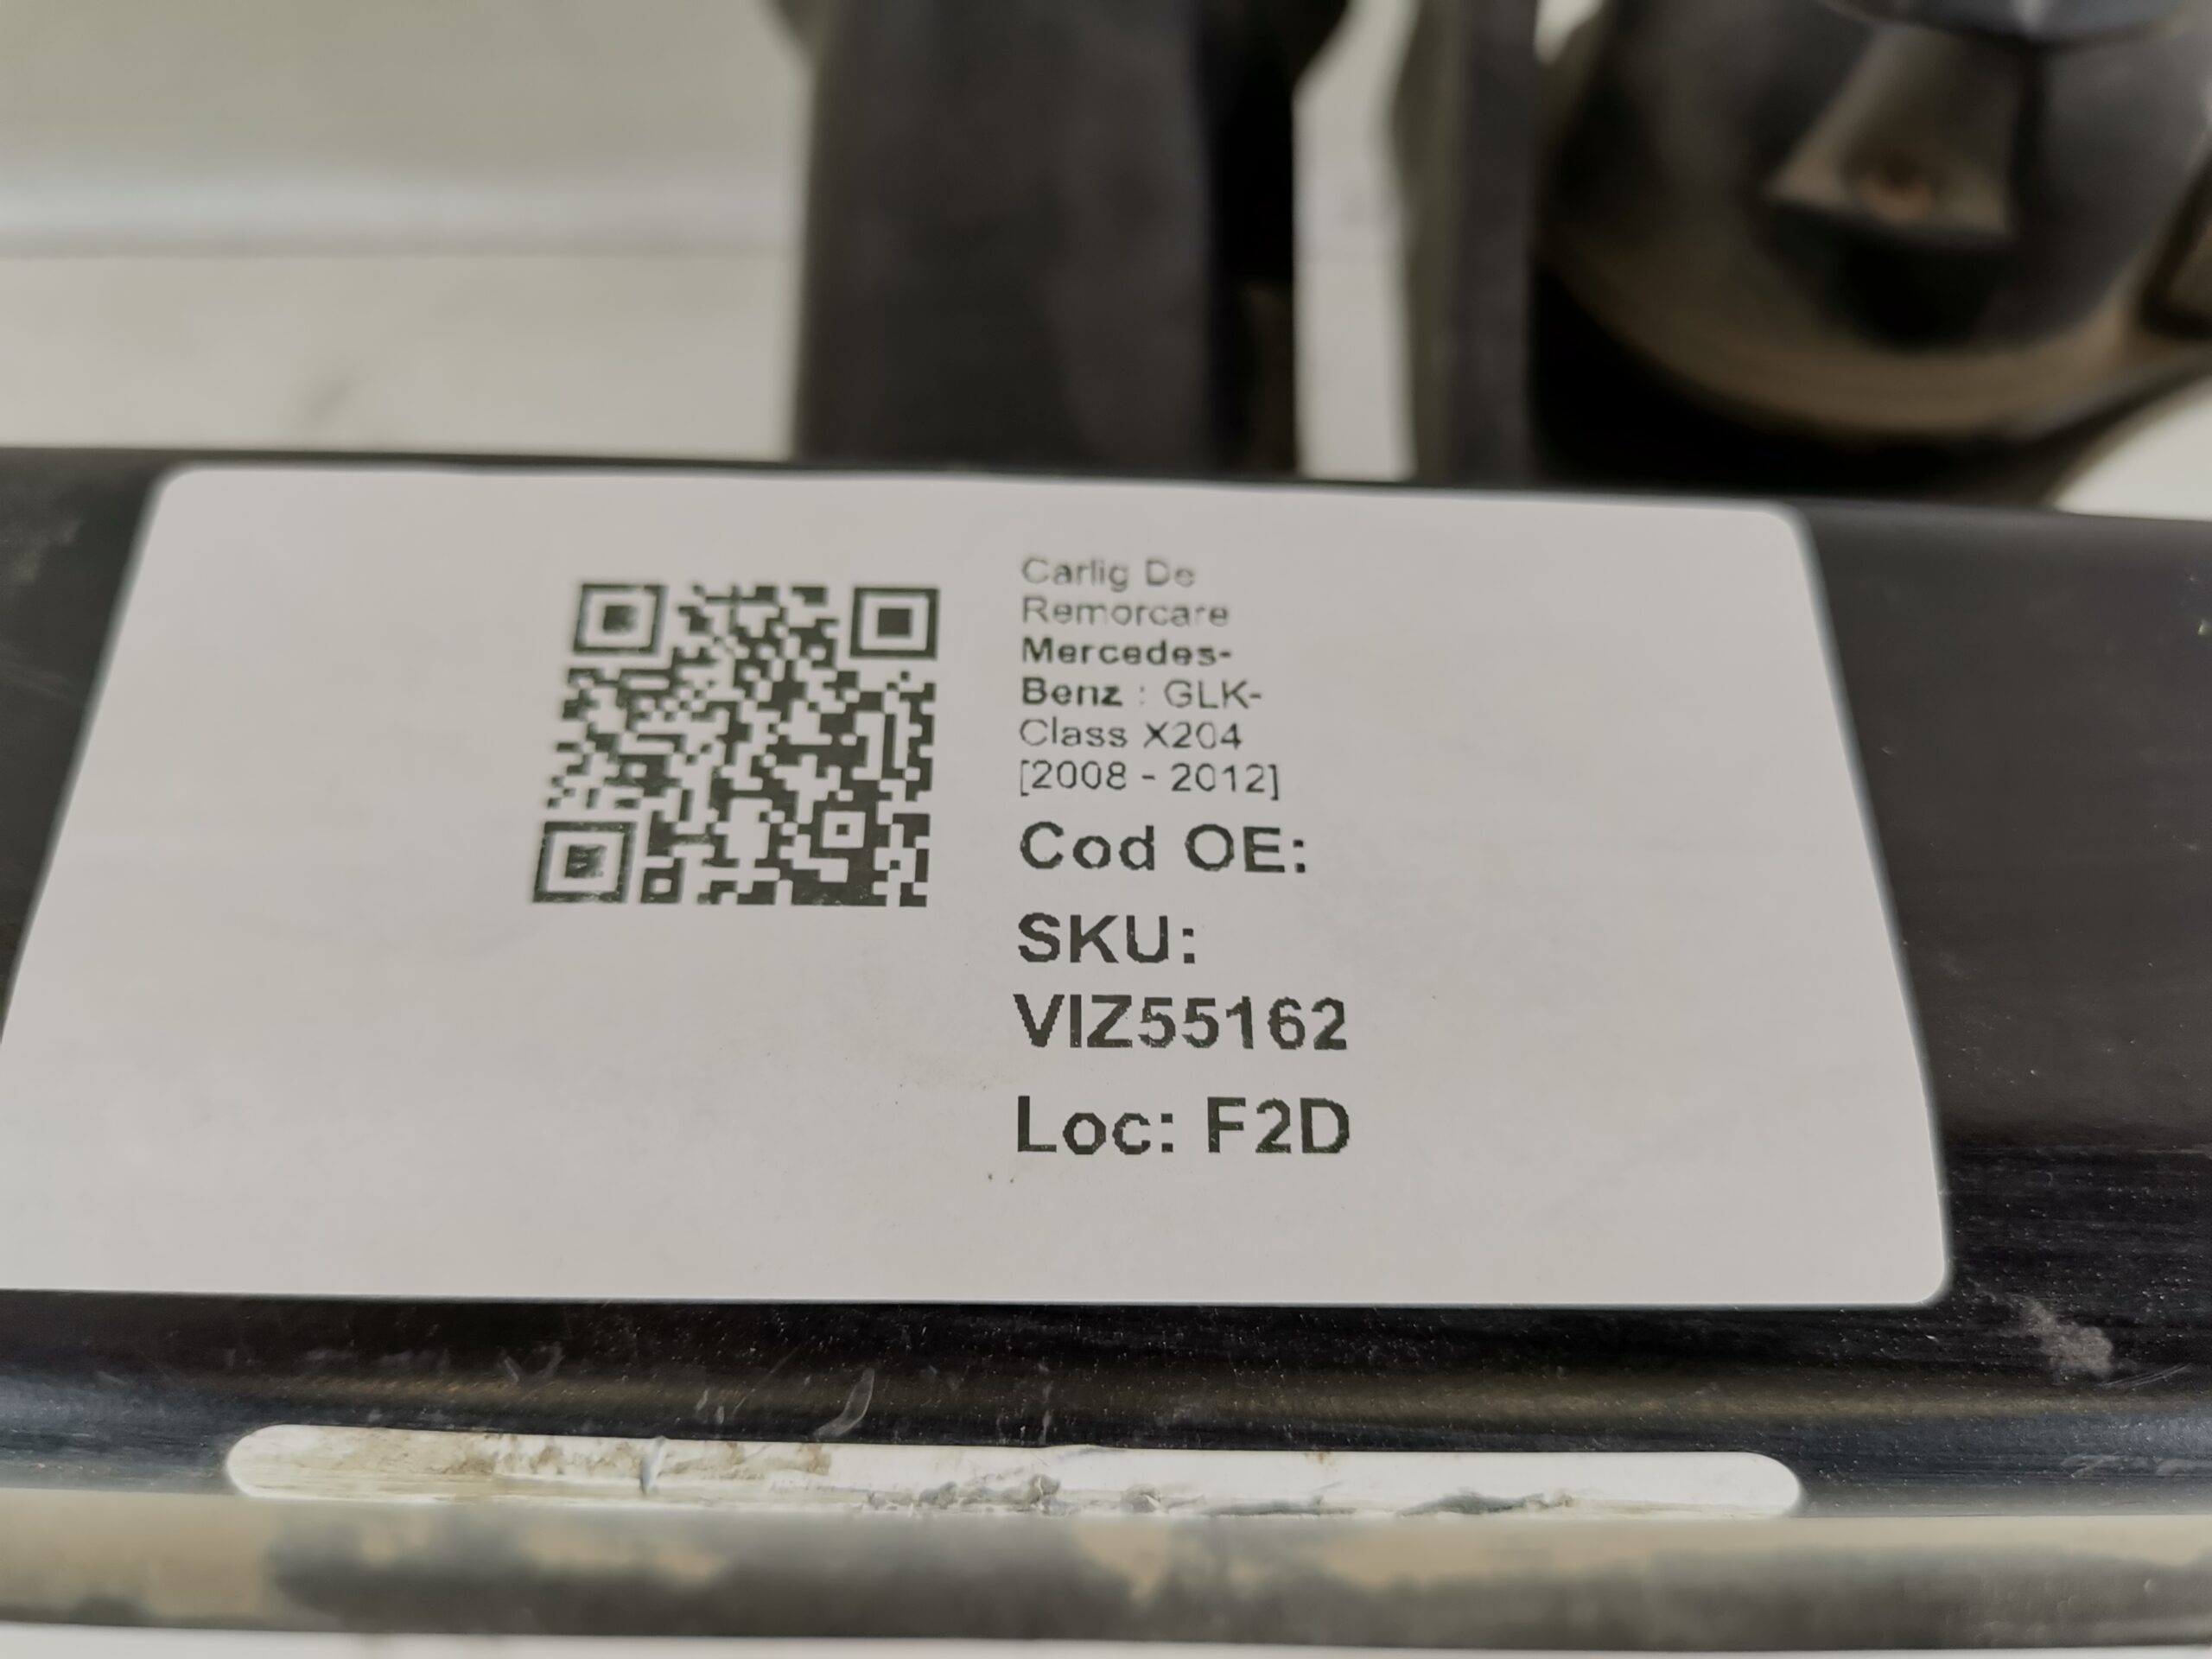 Carlig De
Remorcare
Mercedes-
Benz : GLK-
Class X204
[2008 - 2012]
Cod OE:
SKU:
VIZ55162
Loc: F2D